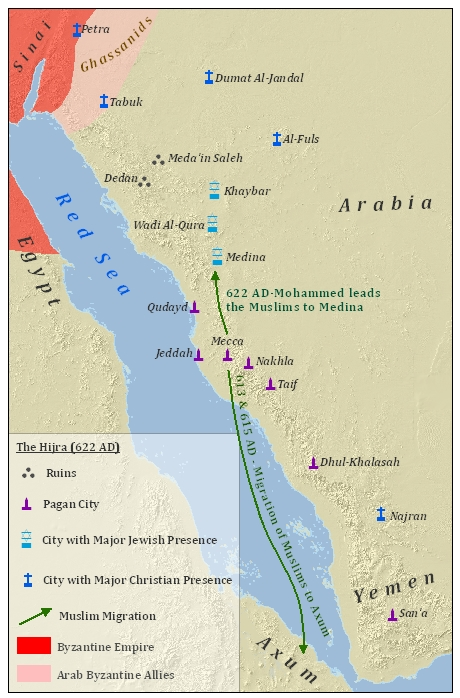 Sinai
Petra
Ghassanids
Dumat Al-Jandal
Tabuk
Al-Fuls
Meda'in Saleh
Dedan
Khaybar
Arabia
Wadi Al-Qura
Red Sea
Egypt
Medina
622 AD-Mohammed leads
the Muslims to Medina
Qudayd
Mecca
Jeddah
Nakhla
Taif
613 & 615 AD - Migration of Muslims to Axum
Dhul-Khalasah
Najran
Yemen
San'a
Axum
The Hijra (622 AD)
Ruins
Pagan City
City with Major Jewish Presence
City with Major Christian Presence
Muslim Migration
Byzantine Empire
Arab Byzantine Allies